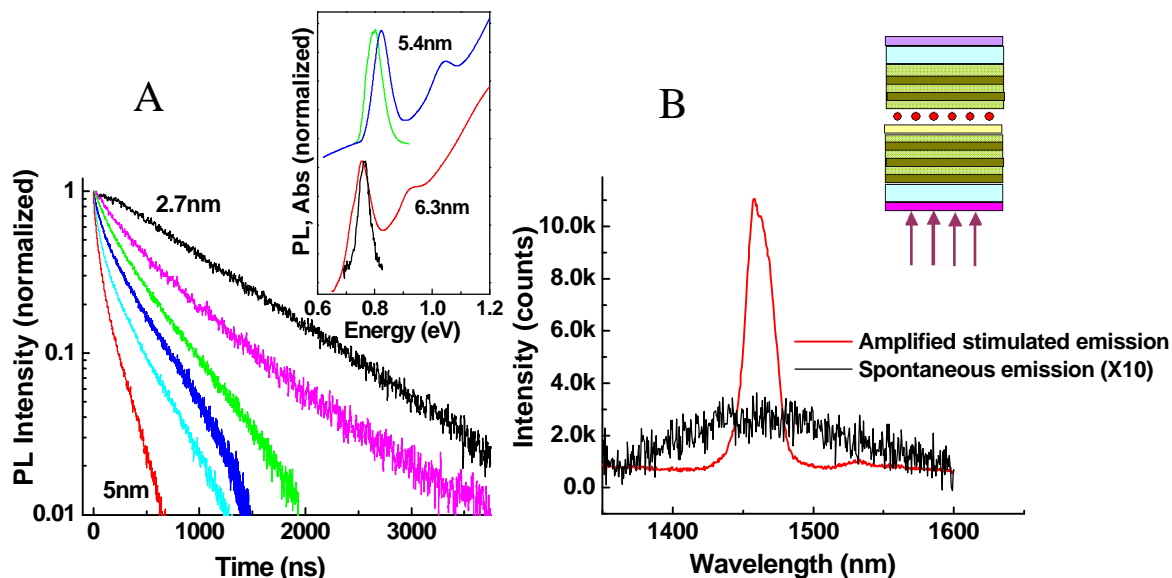 A
PL Intensity (normalized)
1
0.1
0.01
2.7nm
5nm
0 1000 2000 3000
Time (ns)
PL, Abs (normalized)
5.4nm
6.3nm
0.6 0.8 1.0 1.2
Energy (eV)
B
Intensity (counts)
10.0k
8.0k
6.0k
4.0k
2.0k
0.0
Amplified stimulated emission
Spontaneous emission (X10)
1400 1500 1600
Wavelength (nm)